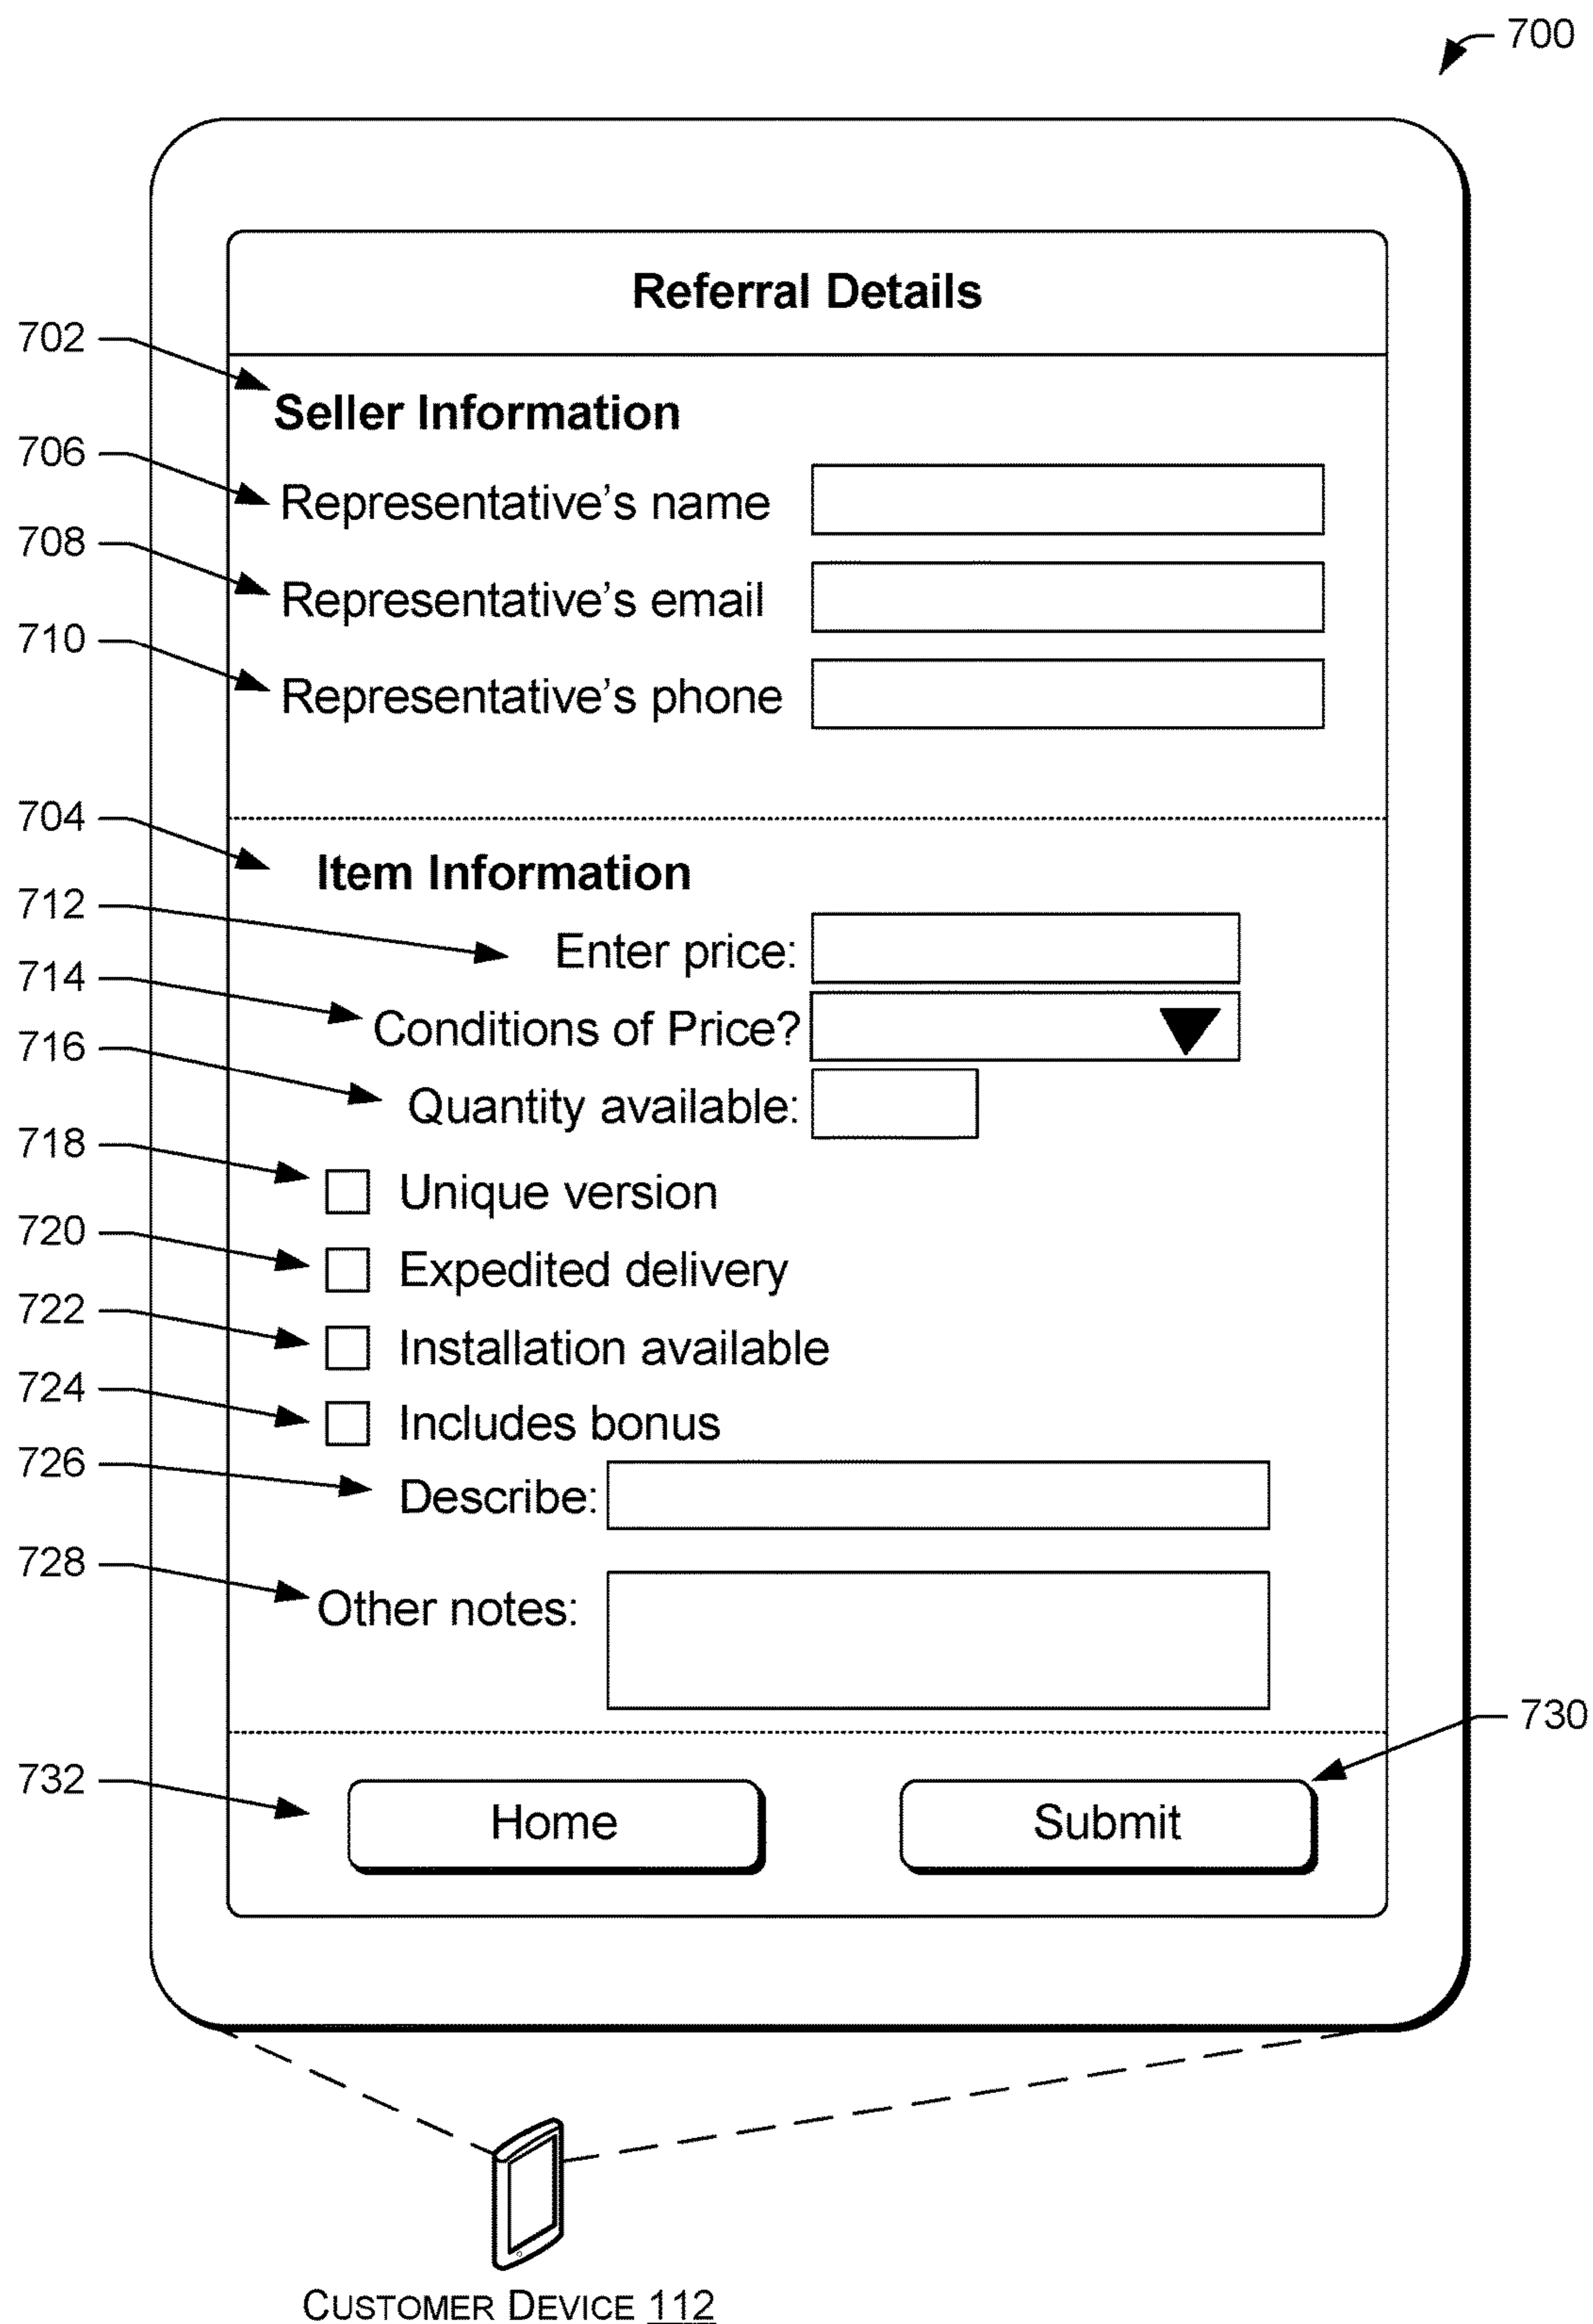 700
Referral Details
702
Seller Information
706
Representative's name
708
Representative's email
710
Representative's phone
704
Item Information
712
Enter price:
714
Conditions of Price?
716
Quantity available:
718
Unique version
720
Expedited delivery
722
Installation available
724
Includes bonus
726
Describe:
728
Other notes:
730
732
Home
Submit
CUSTOMER DEVICE 112